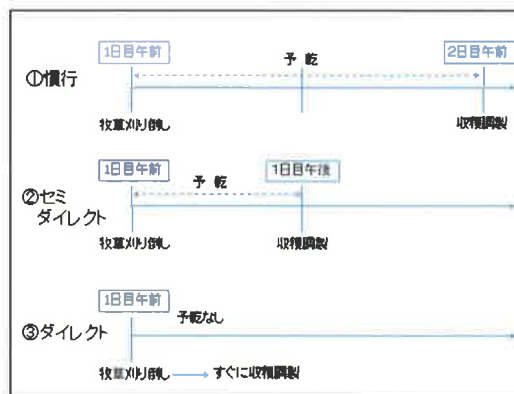 1日目午前
2日目午前
予 乾
①慣行
牧草刈り倒し
収穫調製
1日目午前
1日目午後
予 乾
②セミ
ダイレクト
牧草刈り倒し
収穫調製
1日目午前
予乾なし
③ダイレクト
牧草刈り倒し
すぐに収穫調製